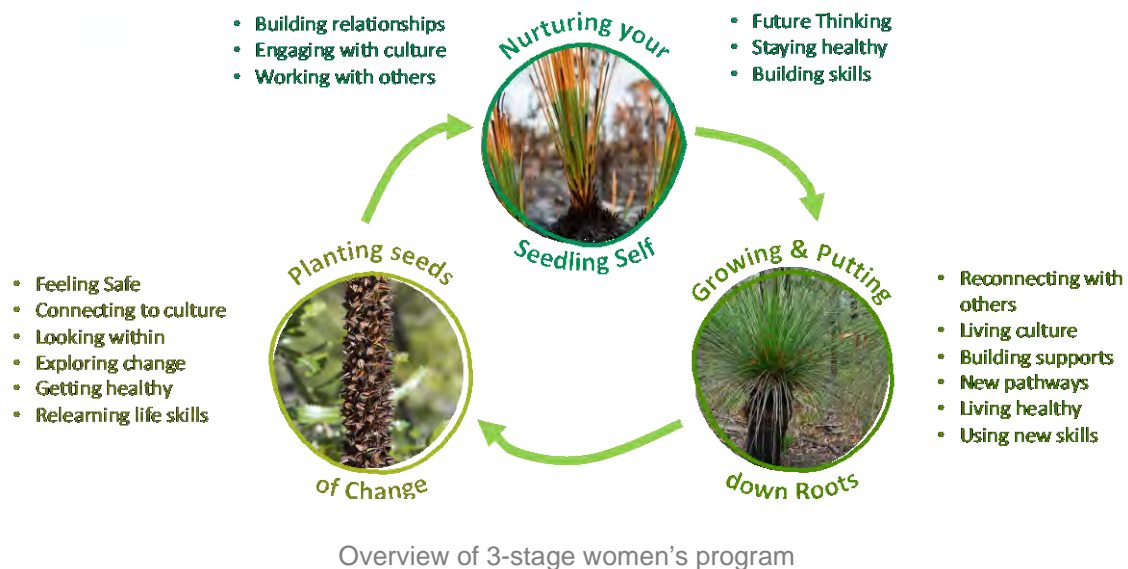 • Building relationships
• Engaging with culture
• Working with others
Nurturing your
Seedling Self
• Future Thinking
• Staying healthy
• Building skills
Planting seeds
of Change
• Feeling Safe
• Connecting to culture
• Looking within
• Exploring change
• Getting healthy
• Relearning life skills
Growing & Putting
down Roots
• Reconnecting with
others
• Living culture
• Building supports
• New pathways
• Living healthy
• Using new skills
Overview of 3-stage women’s program